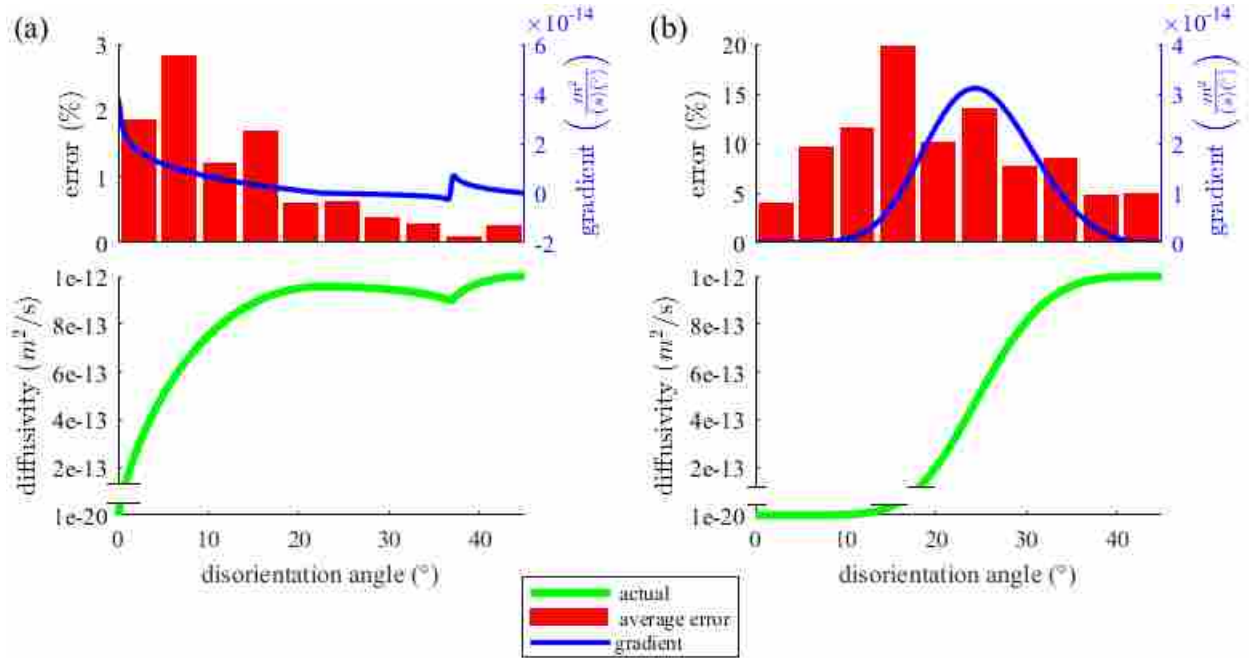 (a)
×10^-14
3
2
1
0
error (%)
6
4
2
0
-2
gradient (m²/(s)(°))
1e-12
8e-13
6e-13
4e-13
2e-13
1e-20
diffusivity (m²/s)
0 10 20 30 40
disorientation angle (°)
(b)
×10^-14
20
15
10
5
0
error (%)
4
3
2
1
0
gradient (m²/(s)(°))
1e-12
8e-13
6e-13
4e-13
2e-13
1e-20
diffusivity (m²/s)
0 10 20 30 40
disorientation angle (°)
actual
average error
gradient